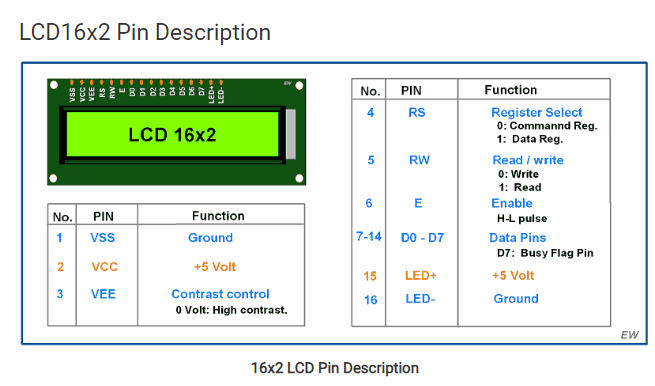 LCD16x2 Pin Description
EW
VSS
VCC
VEE
RS
RW
E
D0
D1
D2
D3
D4
D5
D6
D7
LED+
LED-
LCD 16x2
No. PIN Function
1 VSS Ground
2 VCC +5 Volt
3 VEE Contrast control
0 Volt: High contrast.
No. PIN Function
4 RS Register Select
0: Commannd Reg.
1: Data Reg.
5 RW Read / write
0: Write
1: Read
6 E Enable
H-L pulse
7-14 D0 - D7 Data Pins
D7: Busy Flag Pin
15 LED+ +5 Volt
16 LED- Ground
EW
16x2 LCD Pin Description